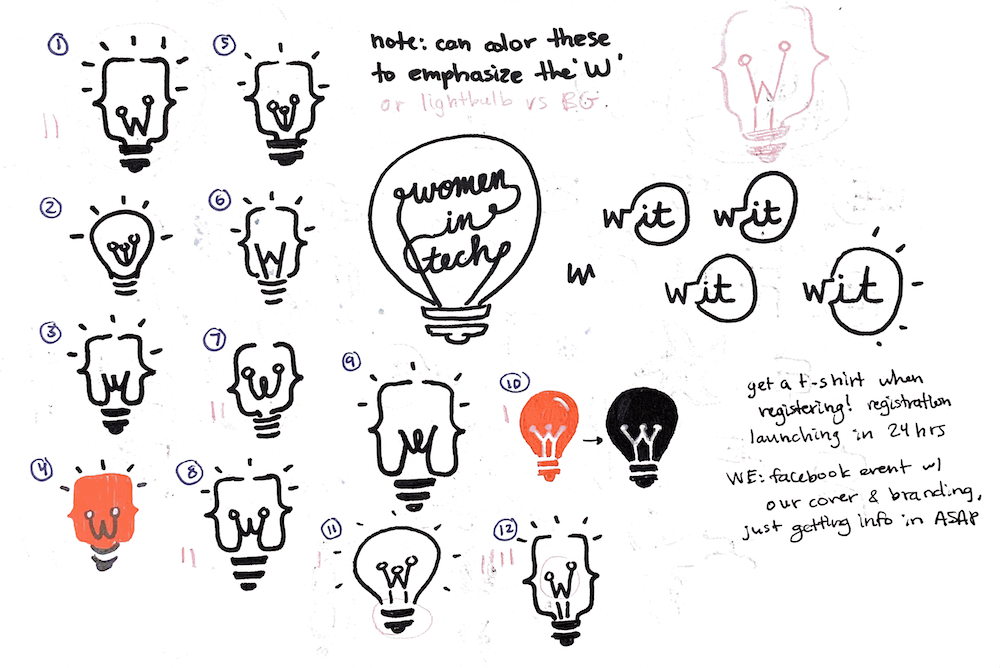 note: can color these
to emphasize the 'W'
or lightbulb vs BG.
1
5
2
6
3
7
4
8
9
10
11
12
W
W
W
W
W
W
W
W
W
W
W
W
W
W
women
in
tech
w
wit
wit
wit
wit
get a t-shirt when
registering! registration
launching in 24 hrs
WE: facebook event w/
our cover & branding,
just getting info in ASAP